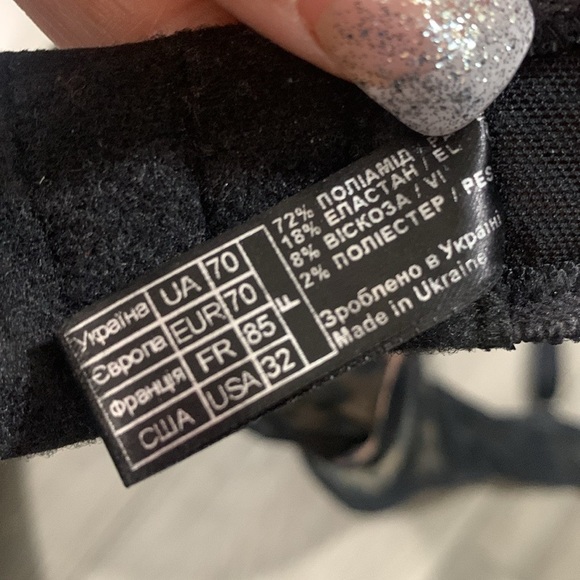 Україна UA 70
Європа EUR 70
Франція FR 85
США USA 32
72% ПОЛІАМІД /
18% ЕЛАСТАН / EL
8% ВІСКОЗА / VI
2% ПОЛІЕСТЕР / PES
Зроблено в Україні
Made in Ukraine